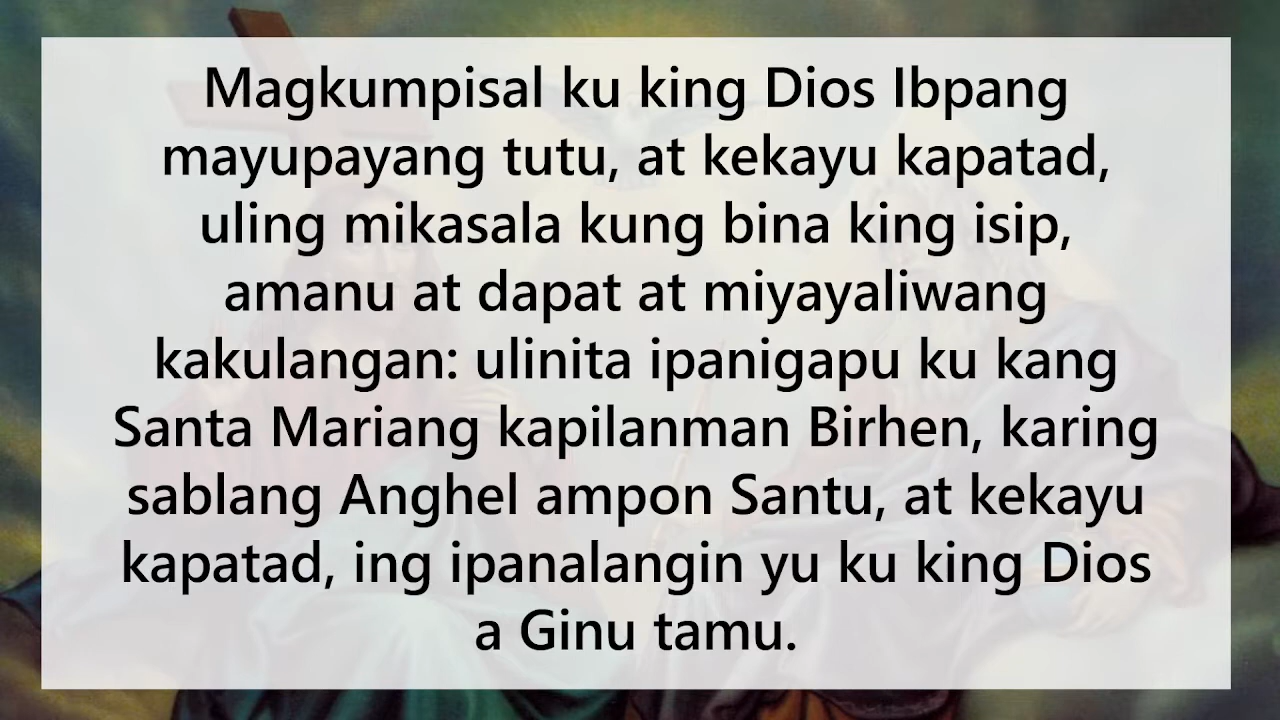 Magkumpisal ku king Dios Ibpang
mayupayang tutu, at kekayu kapatad,
uling mikasala kung bina king isip,
amanu at dapat at miyayaliwang
kakulangan: ulinita ipanigapu ku kang
Santa Mariang kapilanman Birhen, karing
sablang Anghel ampon Santu, at kekayu
kapatad, ing ipanalangin yu ku king Dios
a Ginu tamu.